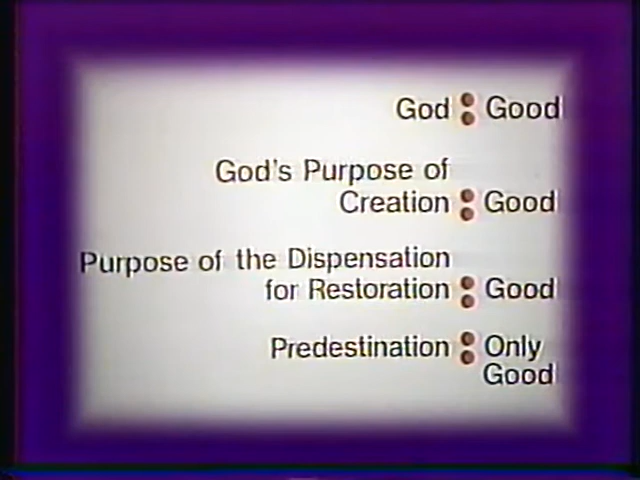 God : Good
God's Purpose of
Creation : Good
Purpose of the Dispensation
for Restoration : Good
Predestination : Only
Good